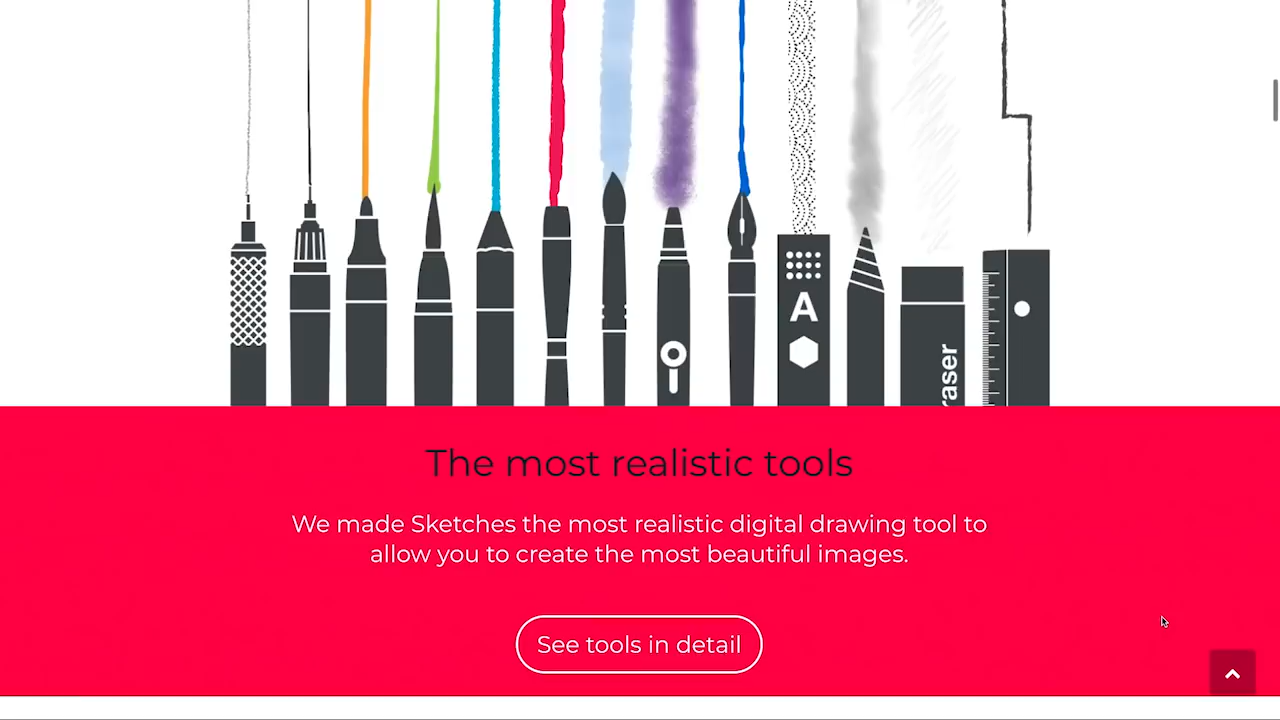 A
raser
The most realistic tools
We made Sketches the most realistic digital drawing tool to
allow you to create the most beautiful images.
See tools in detail